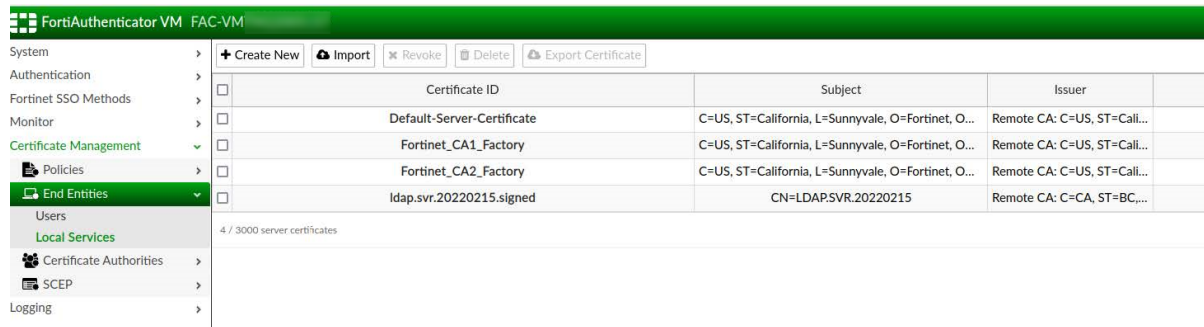 FortiAuthenticator VM FAC-VM
System
Authentication
Fortinet SSO Methods
Monitor
Certificate Management
Policies
End Entities
Users
Local Services
Certificate Authorities
SCEP
Logging
Create New Import Revoke Delete Export Certificate
Certificate ID Subject Issuer
Default-Server-Certificate C=US, ST=California, L=Sunnyvale, O=Fortinet, O... Remote CA: C=US, ST=Cali...
Fortinet_CA1_Factory C=US, ST=California, L=Sunnyvale, O=Fortinet, O... Remote CA: C=US, ST=Cali...
Fortinet_CA2_Factory C=US, ST=California, L=Sunnyvale, O=Fortinet, O... Remote CA: C=US, ST=Cali...
ldap.svr.20220215.signed CN=LDAP.SVR.20220215 Remote CA: C=CA, ST=BC,...
4 / 3000 server certificates